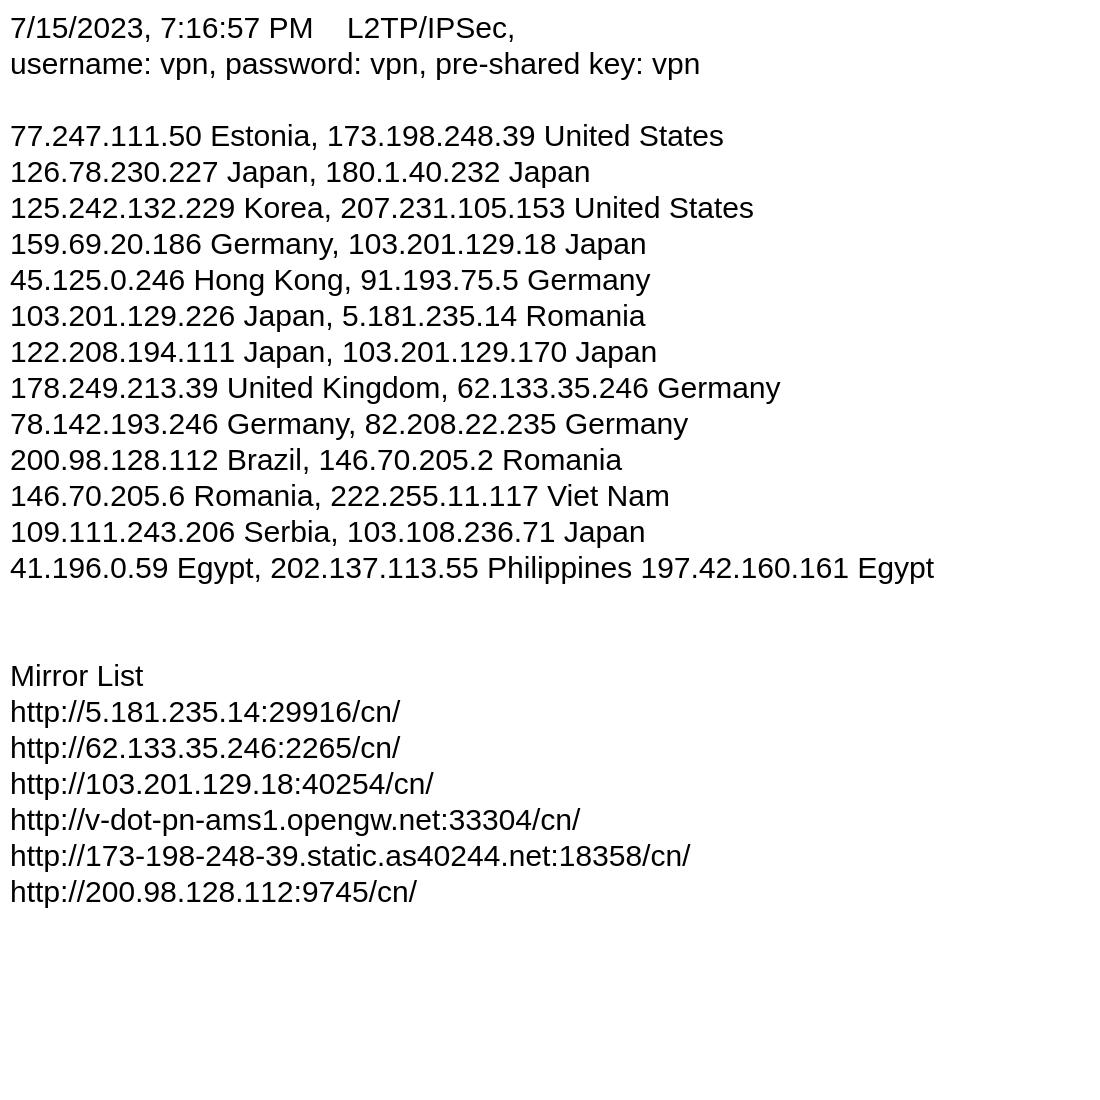 7/15/2023, 7:16:57 PM    L2TP/IPSec,
username: vpn, password: vpn, pre-shared key: vpn
77.247.111.50 Estonia, 173.198.248.39 United States
126.78.230.227 Japan, 180.1.40.232 Japan
125.242.132.229 Korea, 207.231.105.153 United States
159.69.20.186 Germany, 103.201.129.18 Japan
45.125.0.246 Hong Kong, 91.193.75.5 Germany
103.201.129.226 Japan, 5.181.235.14 Romania
122.208.194.111 Japan, 103.201.129.170 Japan
178.249.213.39 United Kingdom, 62.133.35.246 Germany
78.142.193.246 Germany, 82.208.22.235 Germany
200.98.128.112 Brazil, 146.70.205.2 Romania
146.70.205.6 Romania, 222.255.11.117 Viet Nam
109.111.243.206 Serbia, 103.108.236.71 Japan
41.196.0.59 Egypt, 202.137.113.55 Philippines 197.42.160.161 Egypt
Mirror List
http://5.181.235.14:29916/cn/
http://62.133.35.246:2265/cn/
http://103.201.129.18:40254/cn/
http://v-dot-pn-ams1.opengw.net:33304/cn/
http://173-198-248-39.static.as40244.net:18358/cn/
http://200.98.128.112:9745/cn/